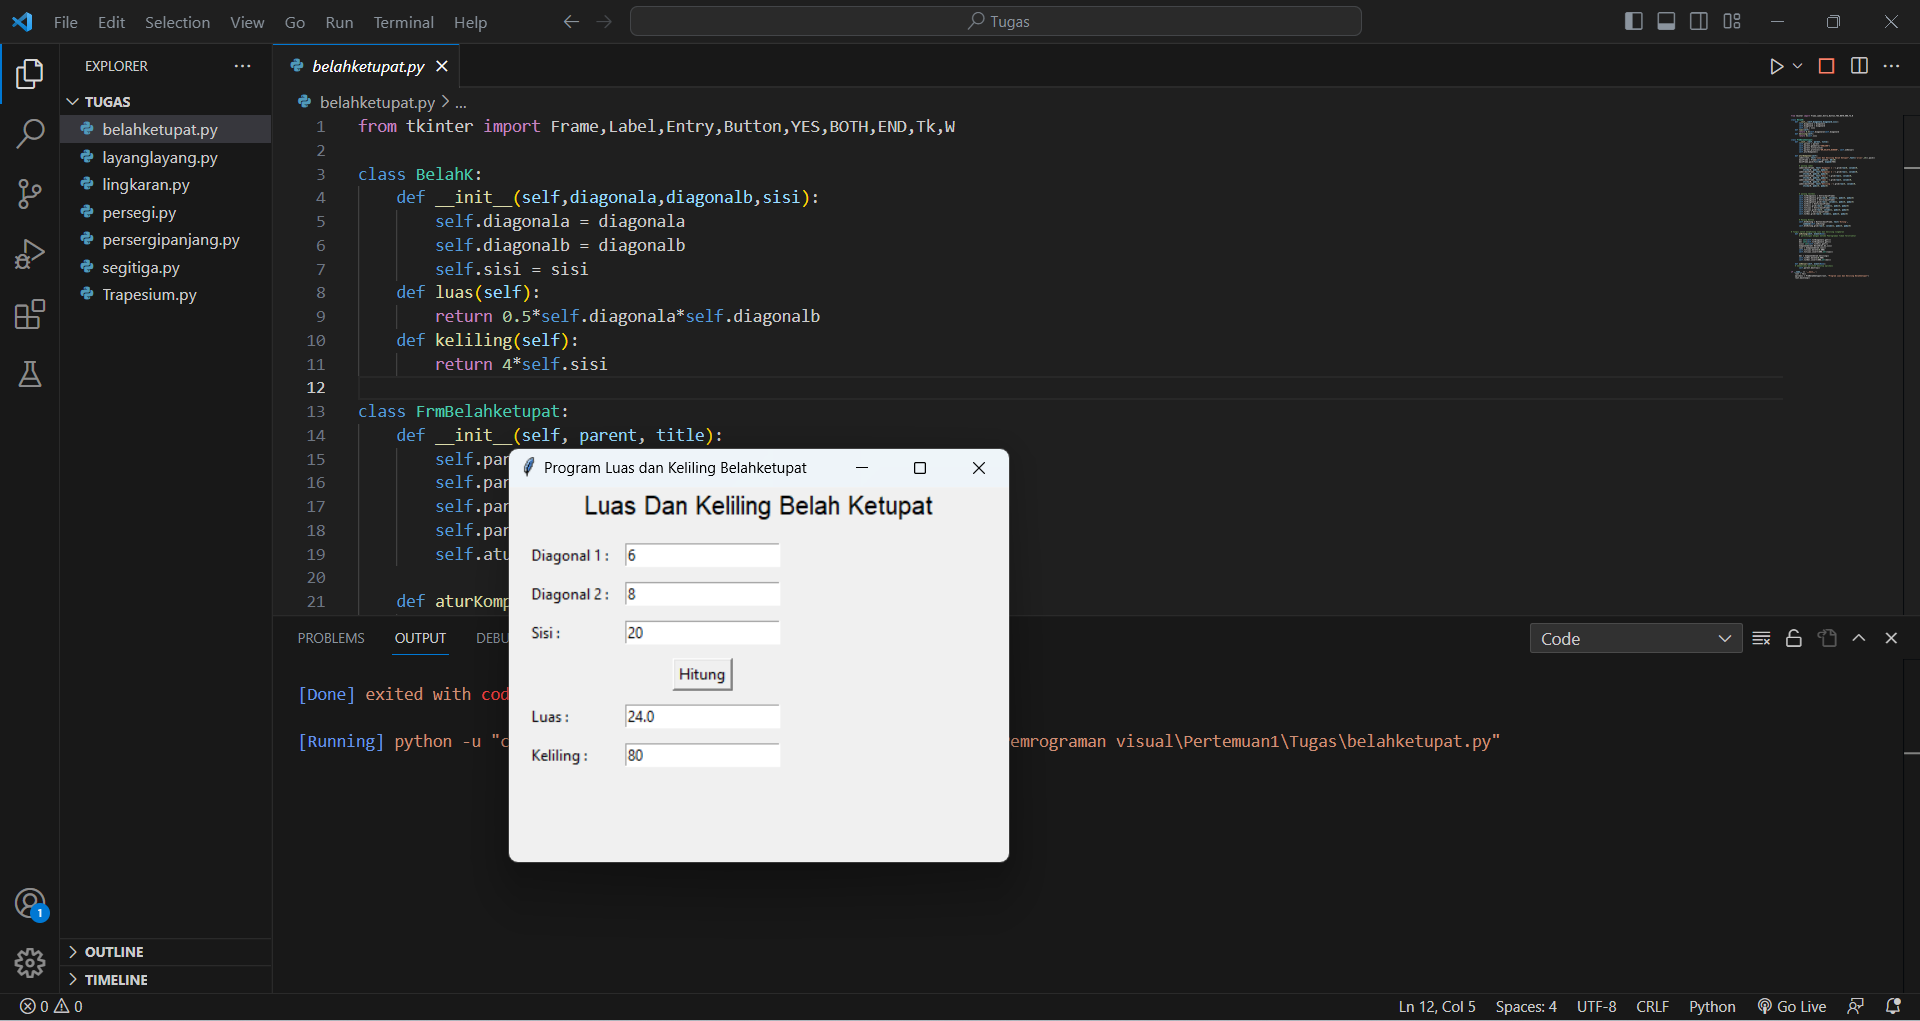 File Edit Selection View Go Run Terminal Help
Tugas
EXPLORER
TUGAS
belahketupat.py
layanglayang.py
lingkaran.py
persegi.py
persergipanjang.py
segitiga.py
Trapesium.py
OUTLINE
TIMELINE
belahketupat.py
belahketupat.py > ...
1 from tkinter import Frame,Label,Entry,Button,YES,BOTH,END,Tk,W
2
3 class BelahK:
4 def __init__(self,diagonala,diagonalb,sisi):
5 self.diagonala = diagonala
6 self.diagonalb = diagonalb
7 self.sisi = sisi
8 def luas(self):
9 return 0.5*self.diagonala*self.diagonalb
10 def keliling(self):
11 return 4*self.sisi
12
13 class FrmBelahketupat:
14 def __init__(self, parent, title):
15 self.par
16 self.par
17 self.par
18 self.par
19 self.atu
20
21 def aturKomp
Program Luas dan Keliling Belahketupat
Luas Dan Keliling Belah Ketupat
Diagonal 1 : 6
Diagonal 2 : 8
Sisi : 20
Hitung
Luas : 24.0
Keliling : 80
PROBLEMS OUTPUT DEBU
Code
[Done] exited with cod
[Running] python -u "c emrograman visual\Pertemuan1\Tugas\belahketupat.py"
1
0 0
Ln 12, Col 5 Spaces: 4 UTF-8 CRLF Python Go Live